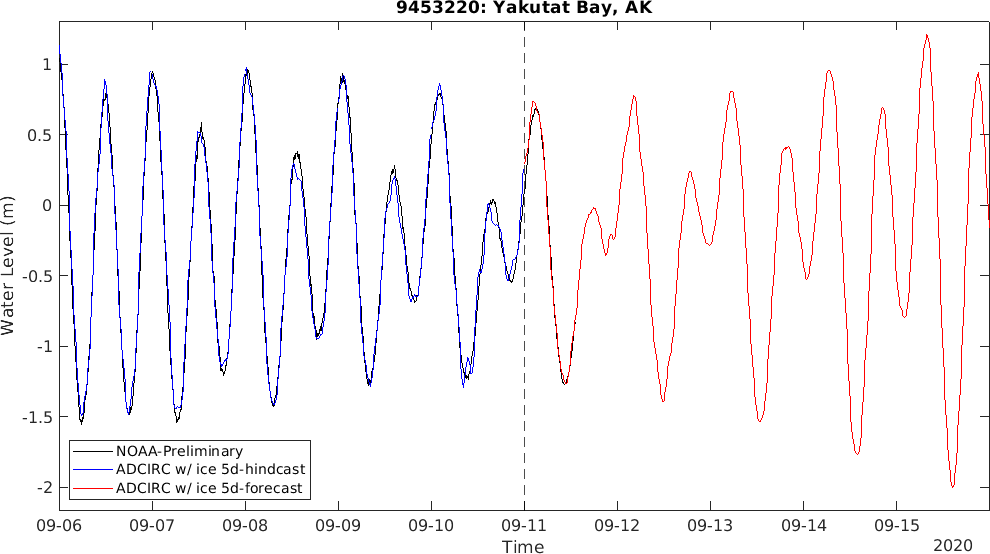 9453220: Yakutat Bay, AK
Water Level (m)
1
0.5
0
-0.5
-1
-1.5
-2
NOAA-Preliminary
ADCIRC w/ ice 5d-hindcast
ADCIRC w/ ice 5d-forecast
09-06 09-07 09-08 09-09 09-10 09-11 09-12 09-13 09-14 09-15
Time
2020